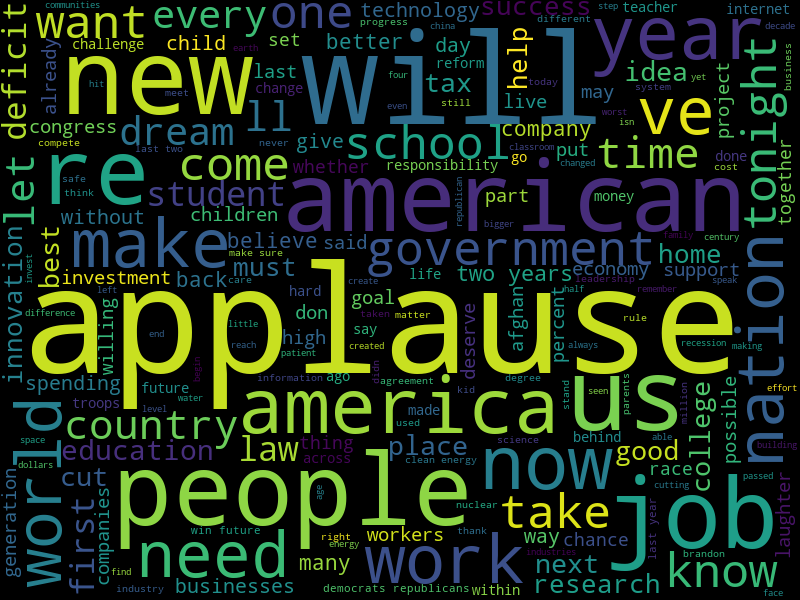 communities
progress
china
different
step
teacher
internet
decade
want
every
one
technology
success
deficit
already
challenge
child
set
better
day
reform
help
year
new
will
hit
meet
four
today
idea
project
business
last
change
tax
even
still
live
may
earth
system
yet
worst
congress
dream
ll
give
school
company
put
isn
ve
tonight
compete
last two
never
go
classroom
changed
time
done
cost
together
let
re
come
whether
responsibility
safe
think
student
american
part
republican
money
bigger
without
children
best
make
believe
said
make sure
government
home
family
century
innovation
invest
investment
back
care
must
life
two years
economy
leadership
support
remember
speak
nation
left
applause
hard
goal
create
afghan
percent
half
difference
willing
high
don
taken
matter
say
created
deserve
rule
recession
making
end
little
reach
patient
always
spending
future
ago
begin
information
didn
agreement
kid
degree
stand
seen
parents
million
possible
effort
troops
water
level
america
made
used
us
college
world
country
education
law
thing
across
place
science
behind
able
good
race
building
space
dollars
cut
people
age
clean energy
now
cutting
passed
generation
first
companies
nuclear
take
job
last year
laughter
win future
right
energy
workers
thank
way
chance
brandon
find
need
many
work
industries
next
know
industry
businesses
democrats republicans
within
research
face